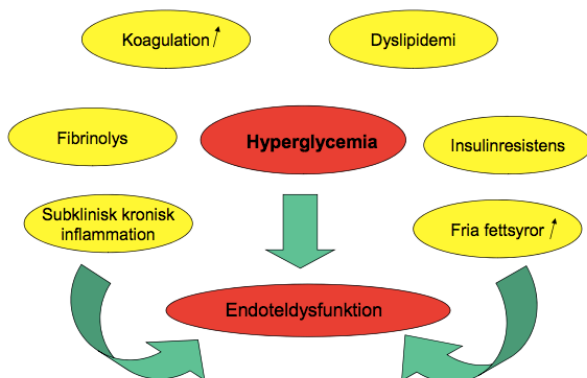 Koagulation
Dyslipidemi
Fibrinolys
Hyperglycemia
Insulinresistens
Subklinisk kronisk
inflammation
Fria fettsyror
Endoteldysfunktion